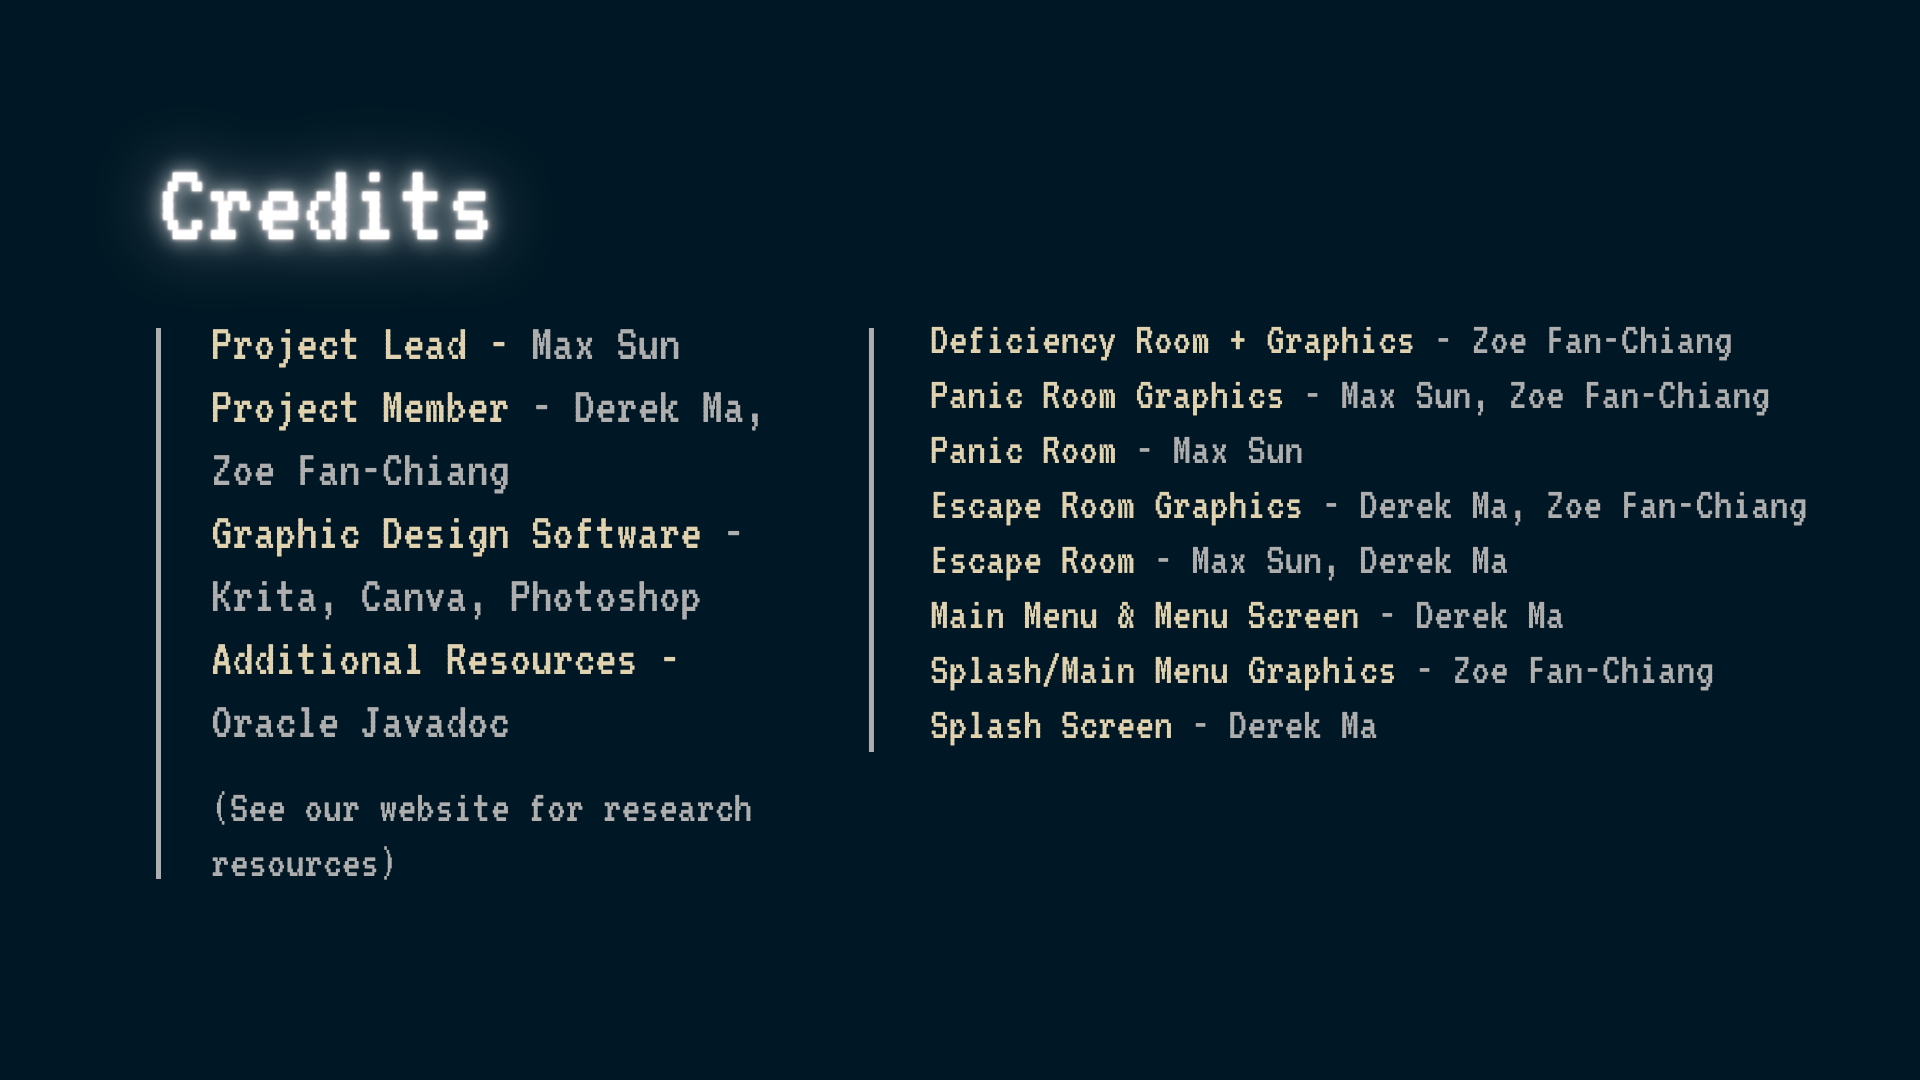 Credits
Project Lead - Max Sun
Project Member - Derek Ma,
Zoe Fan-Chiang
Graphic Design Software -
Krita, Canva, Photoshop
Additional Resources -
Oracle Javadoc
(See our website for research
resources)
Deficiency Room + Graphics - Zoe Fan-Chiang
Panic Room Graphics - Max Sun, Zoe Fan-Chiang
Panic Room - Max Sun
Escape Room Graphics - Derek Ma, Zoe Fan-Chiang
Escape Room - Max Sun, Derek Ma
Main Menu & Menu Screen - Derek Ma
Splash/Main Menu Graphics - Zoe Fan-Chiang
Splash Screen - Derek Ma